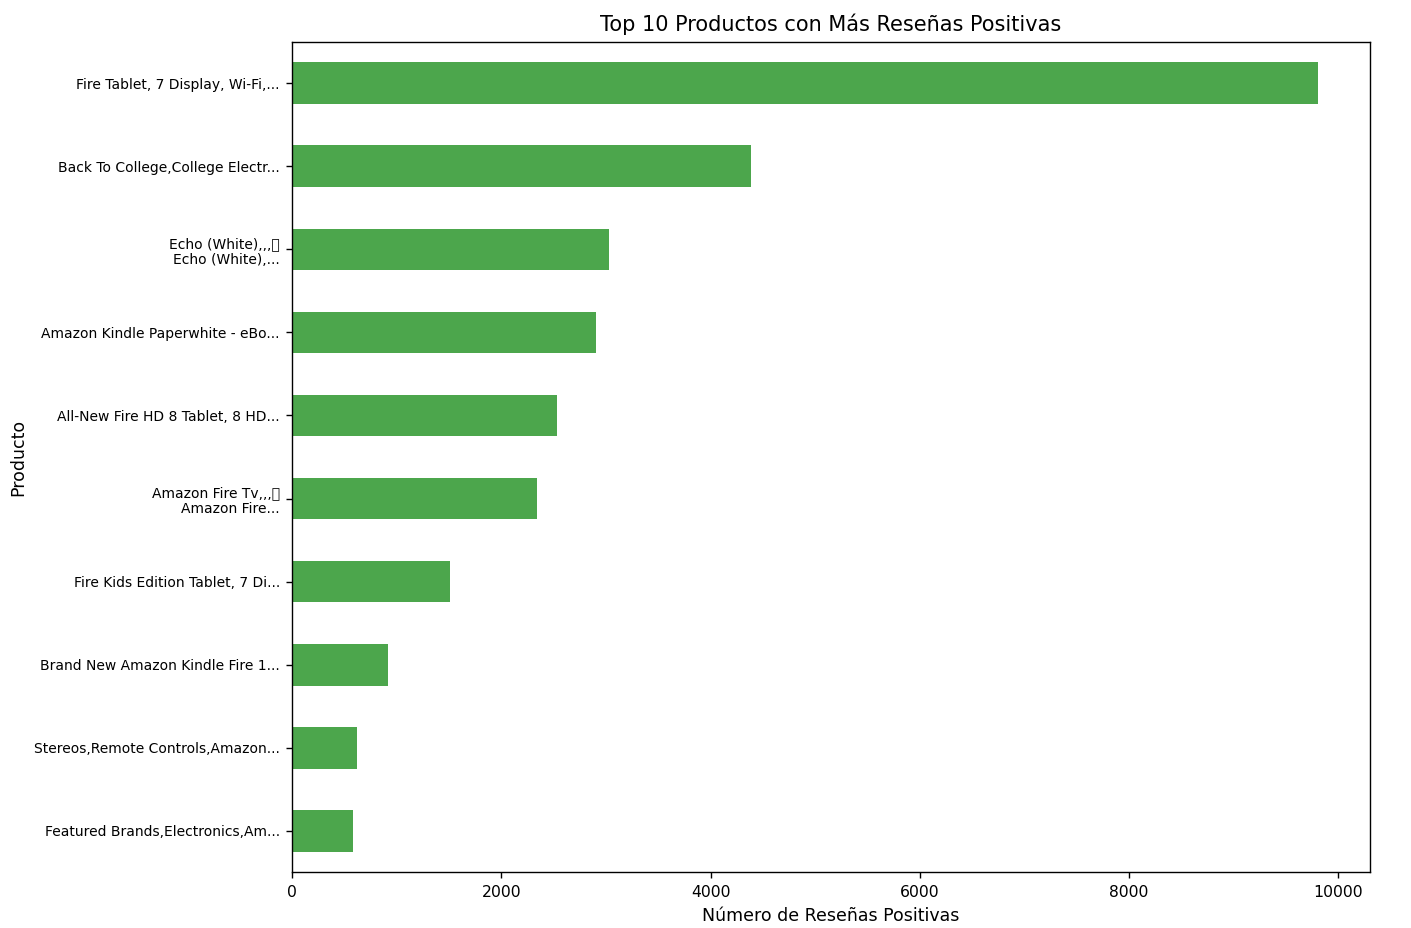 Top 10 Productos con Más Reseñas Positivas
Producto
Fire Tablet, 7 Display, Wi-Fi,...
Back To College,College Electr...
Echo (White),,,▯
Echo (White),...
Amazon Kindle Paperwhite - eBo...
All-New Fire HD 8 Tablet, 8 HD...
Amazon Fire Tv,,,▯
Amazon Fire...
Fire Kids Edition Tablet, 7 Di...
Brand New Amazon Kindle Fire 1...
Stereos,Remote Controls,Amazon...
Featured Brands,Electronics,Am...
0 2000 4000 6000 8000 10000
Número de Reseñas Positivas